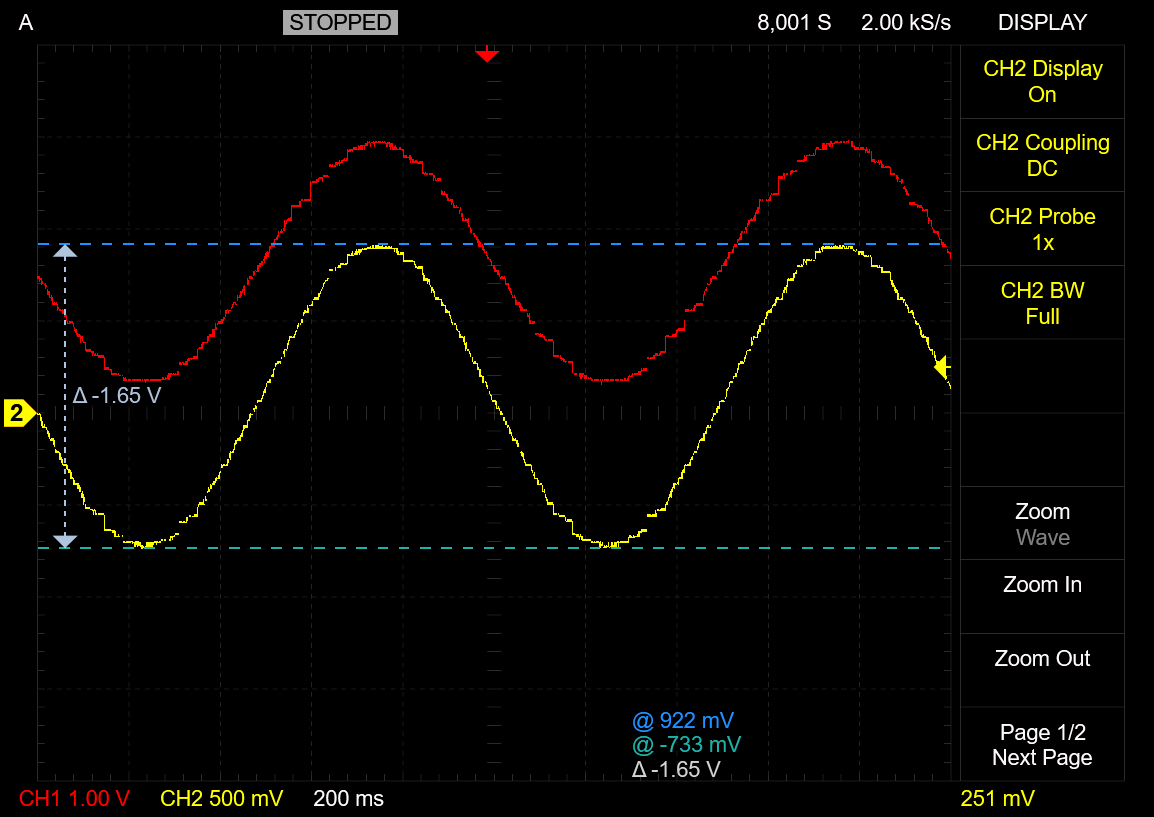 A STOPPED 8,001 S 2.00 kS/s DISPLAY
CH2 Display
On
CH2 Coupling
DC
CH2 Probe
1x
CH2 BW
Full
Δ -1.65 V
2
Zoom
Wave
Zoom In
Zoom Out
@ 922 mV
@ -733 mV
Δ -1.65 V
Page 1/2
Next Page
CH1 1.00 V CH2 500 mV 200 ms 251 mV